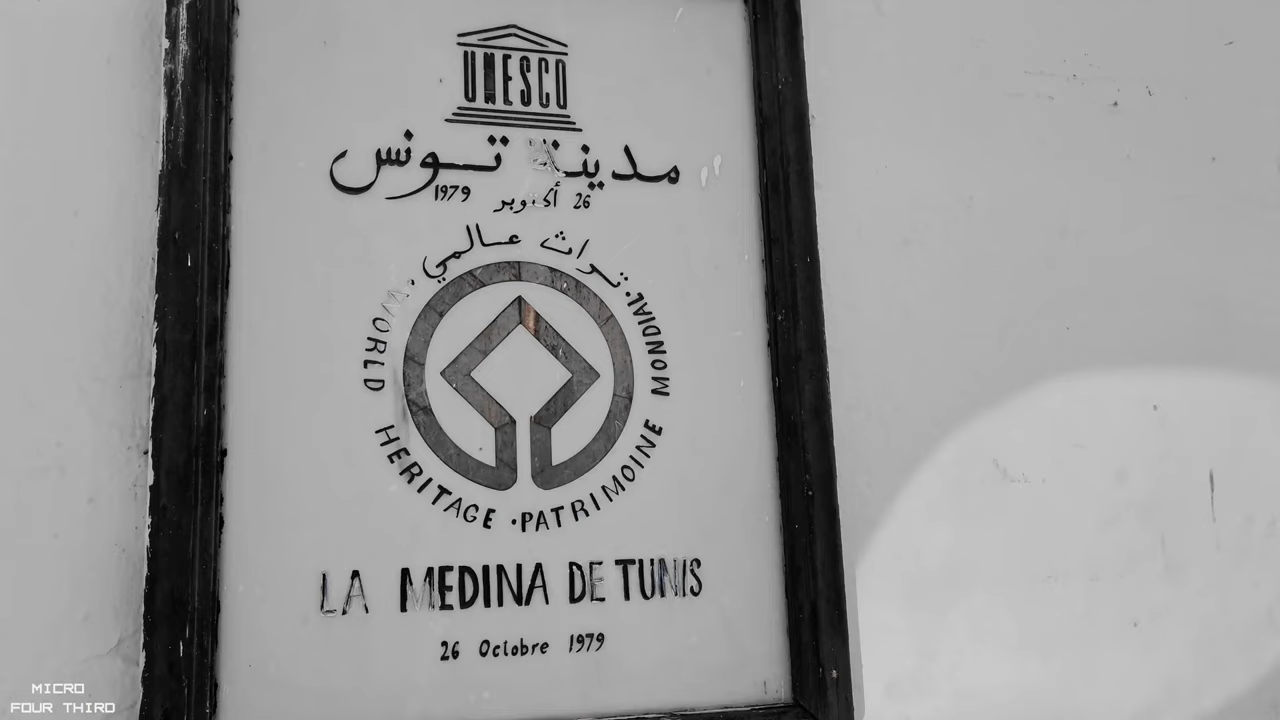 UNESCO
مدينة تونس
26 أكتوبر 1979
تراث عالمي
WORLD HERITAGE · PATRIMOINE MONDIAL ·
LA MEDINA DE TUNIS
26 Octobre 1979
MICRO
FOUR THIRD